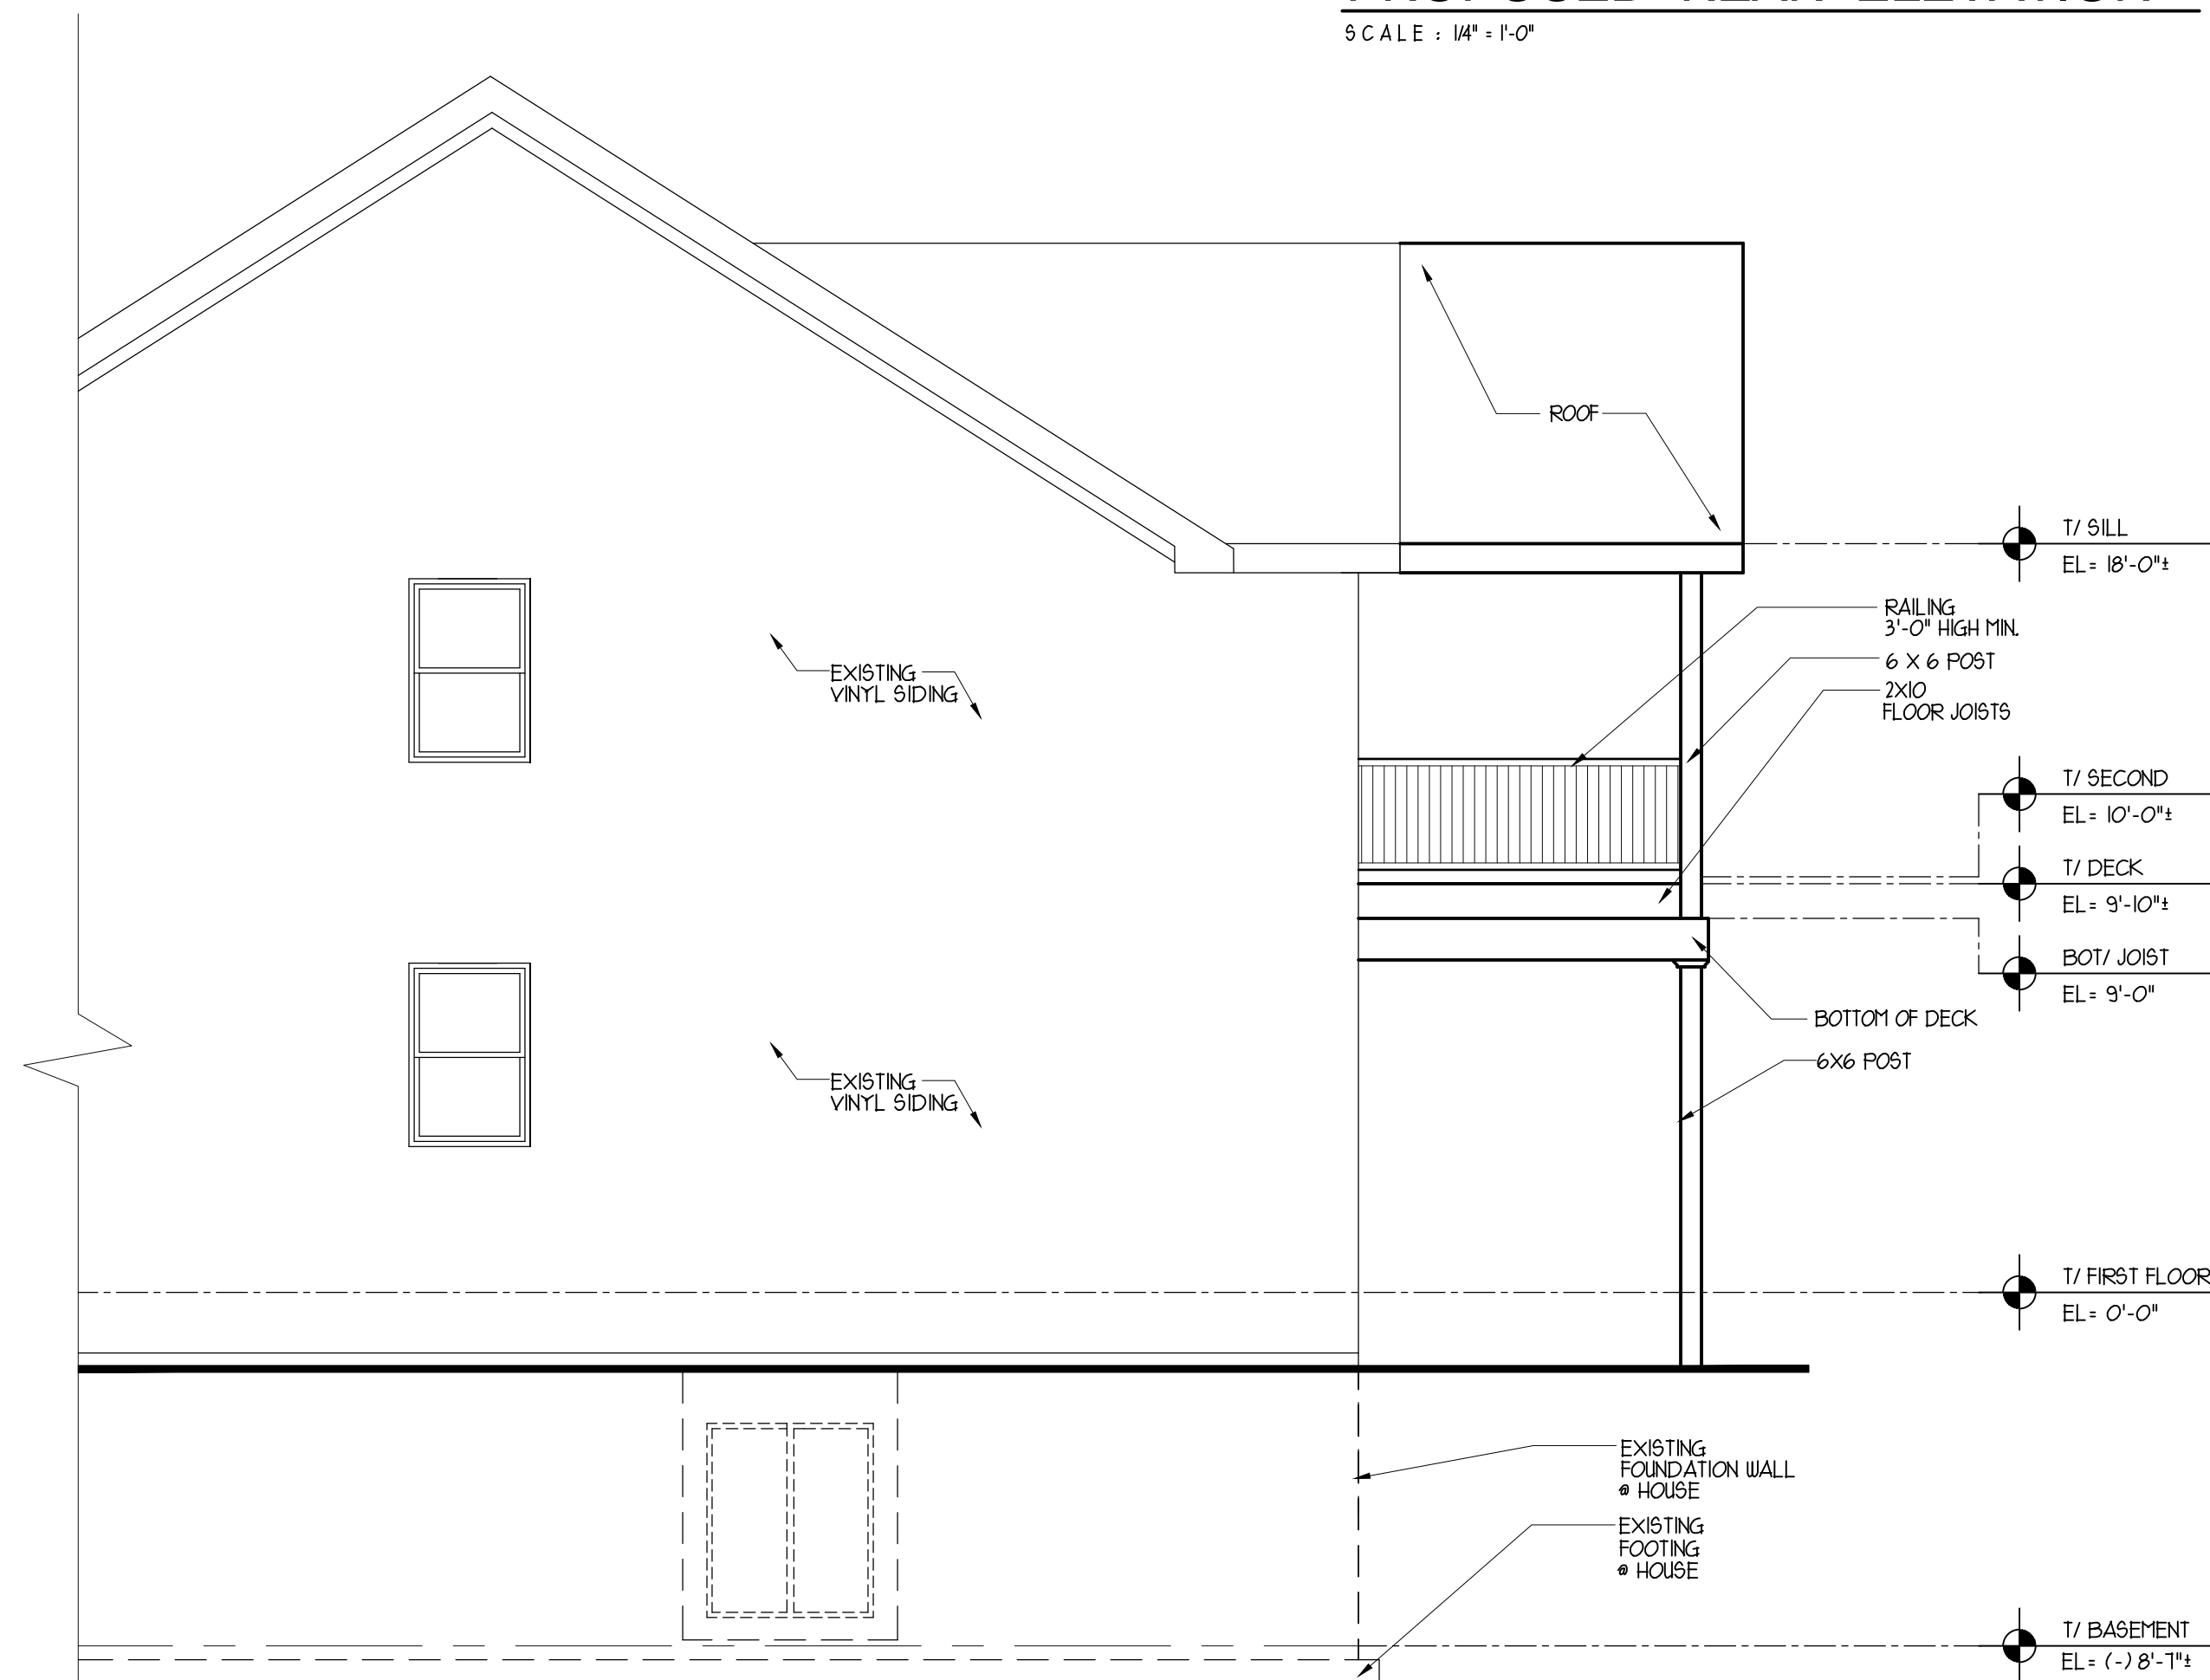 SCALE : 1/4" = 1'-0"
ROOF
T/ SILL
EL= 18'-0"±
RAILING
3'-0" HIGH MIN.
6 X 6 POST
2X10
FLOOR JOISTS
EXISTING
VINYL SIDING
T/ SECOND
EL= 10'-0"±
T/ DECK
EL= 9'-10"±
BOT/ JOIST
EL= 9'-0"
BOTTOM OF DECK
6X6 POST
EXISTING
VINYL SIDING
T/ FIRST FLOOR
EL= 0'-0"
EXISTING
FOUNDATION WALL
@ HOUSE
EXISTING
FOOTING
@ HOUSE
T/ BASEMENT
EL= (-) 8'-7"±